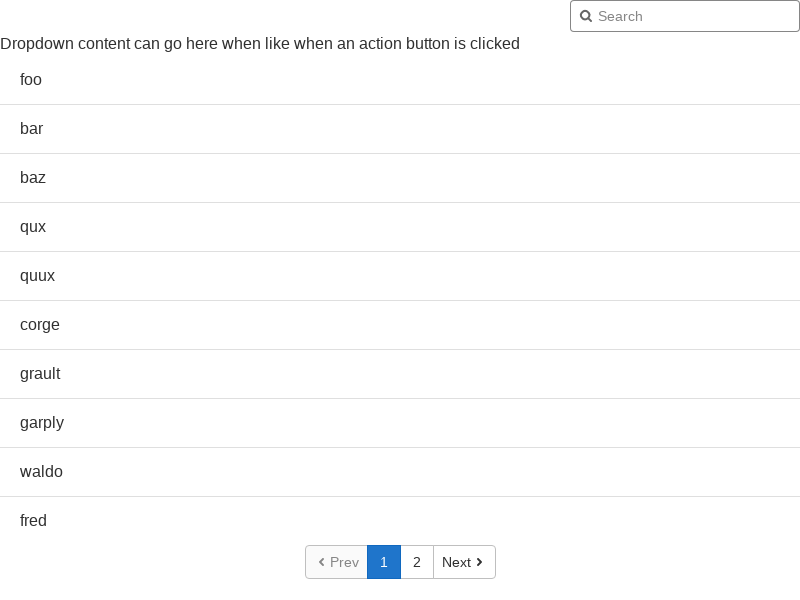 Search
Dropdown content can go here when like when an action button is clicked
foo
bar
baz
qux
quux
corge
grault
garply
waldo
fred
Prev 1 2 Next